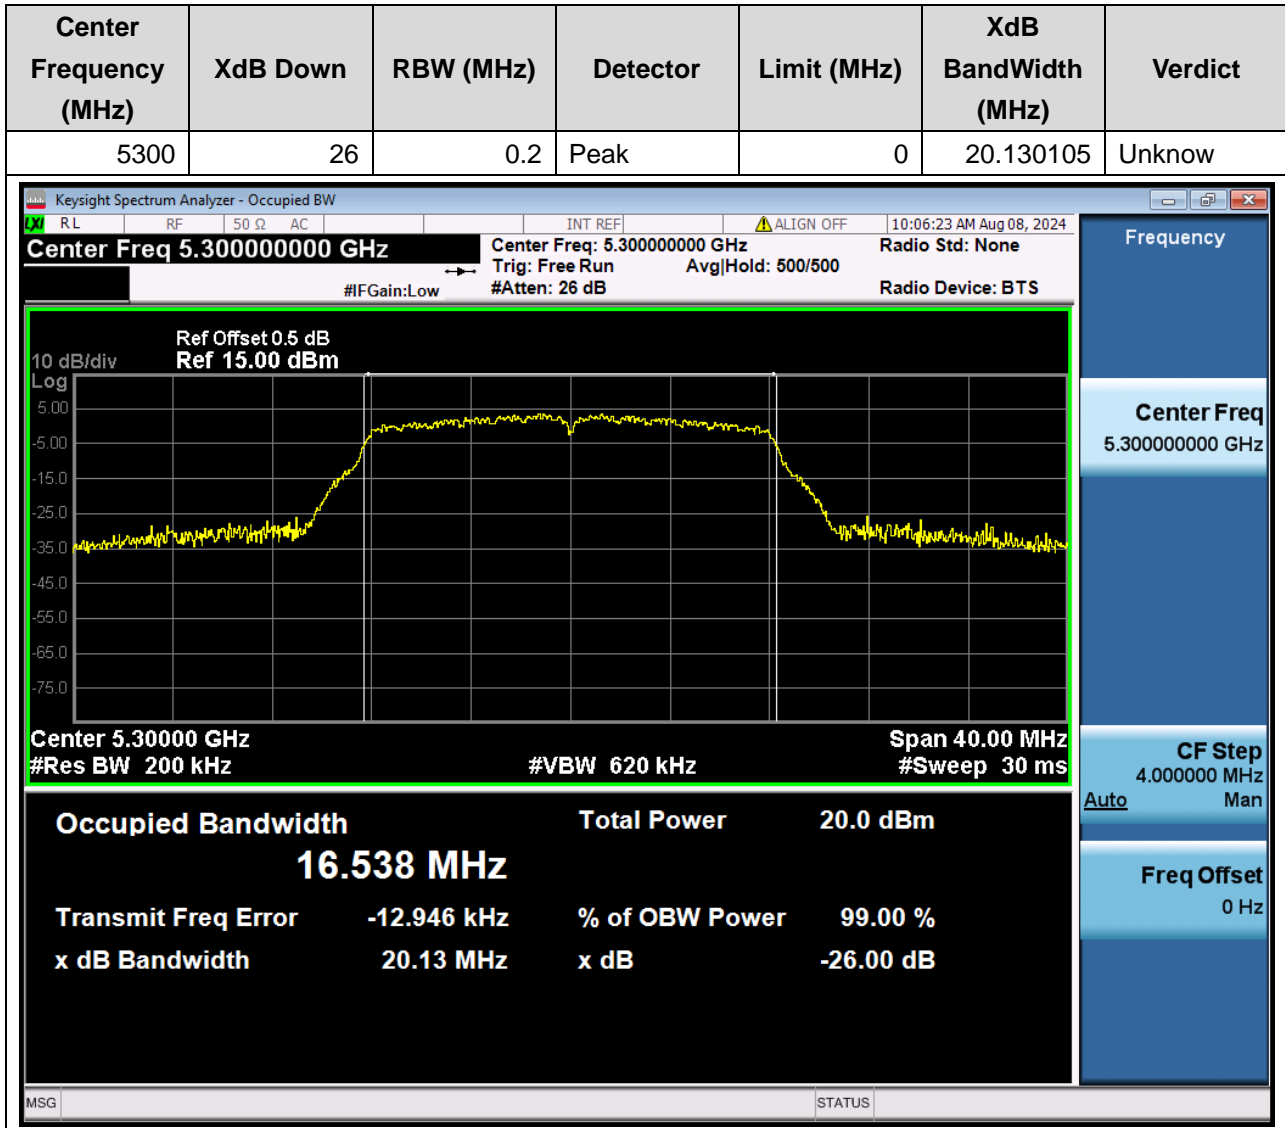 Center Frequency (MHz) XdB Down RBW (MHz) Detector Limit (MHz) XdB BandWidth (MHz) Verdict
5300 26 0.2 Peak 0 20.130105 Unknow
Keysight Spectrum Analyzer - Occupied BW
LXI RL RF 50 Ω AC INT REF ALIGN OFF 10:06:23 AM Aug 08, 2024
Center Freq 5.300000000 GHz
Center Freq: 5.300000000 GHz
Radio Std: None
Trig: Free Run Avg|Hold: 500/500
#IFGain:Low #Atten: 26 dB Radio Device: BTS
Frequency
Ref Offset 0.5 dB
10 dB/div Ref 15.00 dBm
Log
5.00
-5.00
-15.0
-25.0
-35.0
-45.0
-55.0
-65.0
-75.0
Center 5.30000 GHz Span 40.00 MHz
#Res BW 200 kHz #VBW 620 kHz #Sweep 30 ms
Center Freq
5.300000000 GHz
CF Step
4.000000 MHz
Auto Man
Freq Offset
0 Hz
Occupied Bandwidth Total Power 20.0 dBm
16.538 MHz
Transmit Freq Error -12.946 kHz % of OBW Power 99.00 %
x dB Bandwidth 20.13 MHz x dB -26.00 dB
MSG STATUS